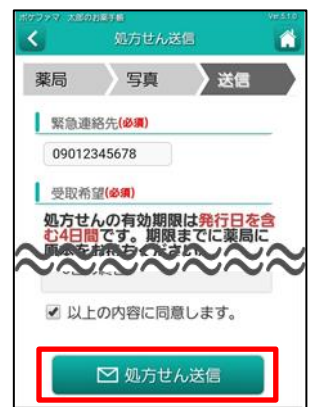 ポケファマ 太郎のお薬手帳 Ver.5.1.0
処方せん送信
薬局 写真 送信
緊急連絡先(必須)
09012345678
受取希望(必須)
処方せんの有効期限は発行日を含
む4日間です。期限までに薬局に
以上の内容に同意します。
処方せん送信